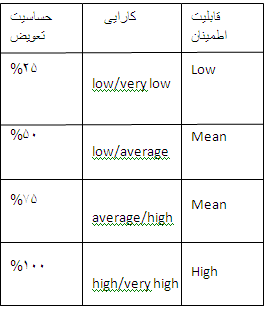 قابلیت اطمینان
کارایی
حساسیت تعویض
Low
low/very low
%۲۵
Mean
low/average
%۵۰
Mean
average/high
%۷۵
High
high/very high
%۱۰۰